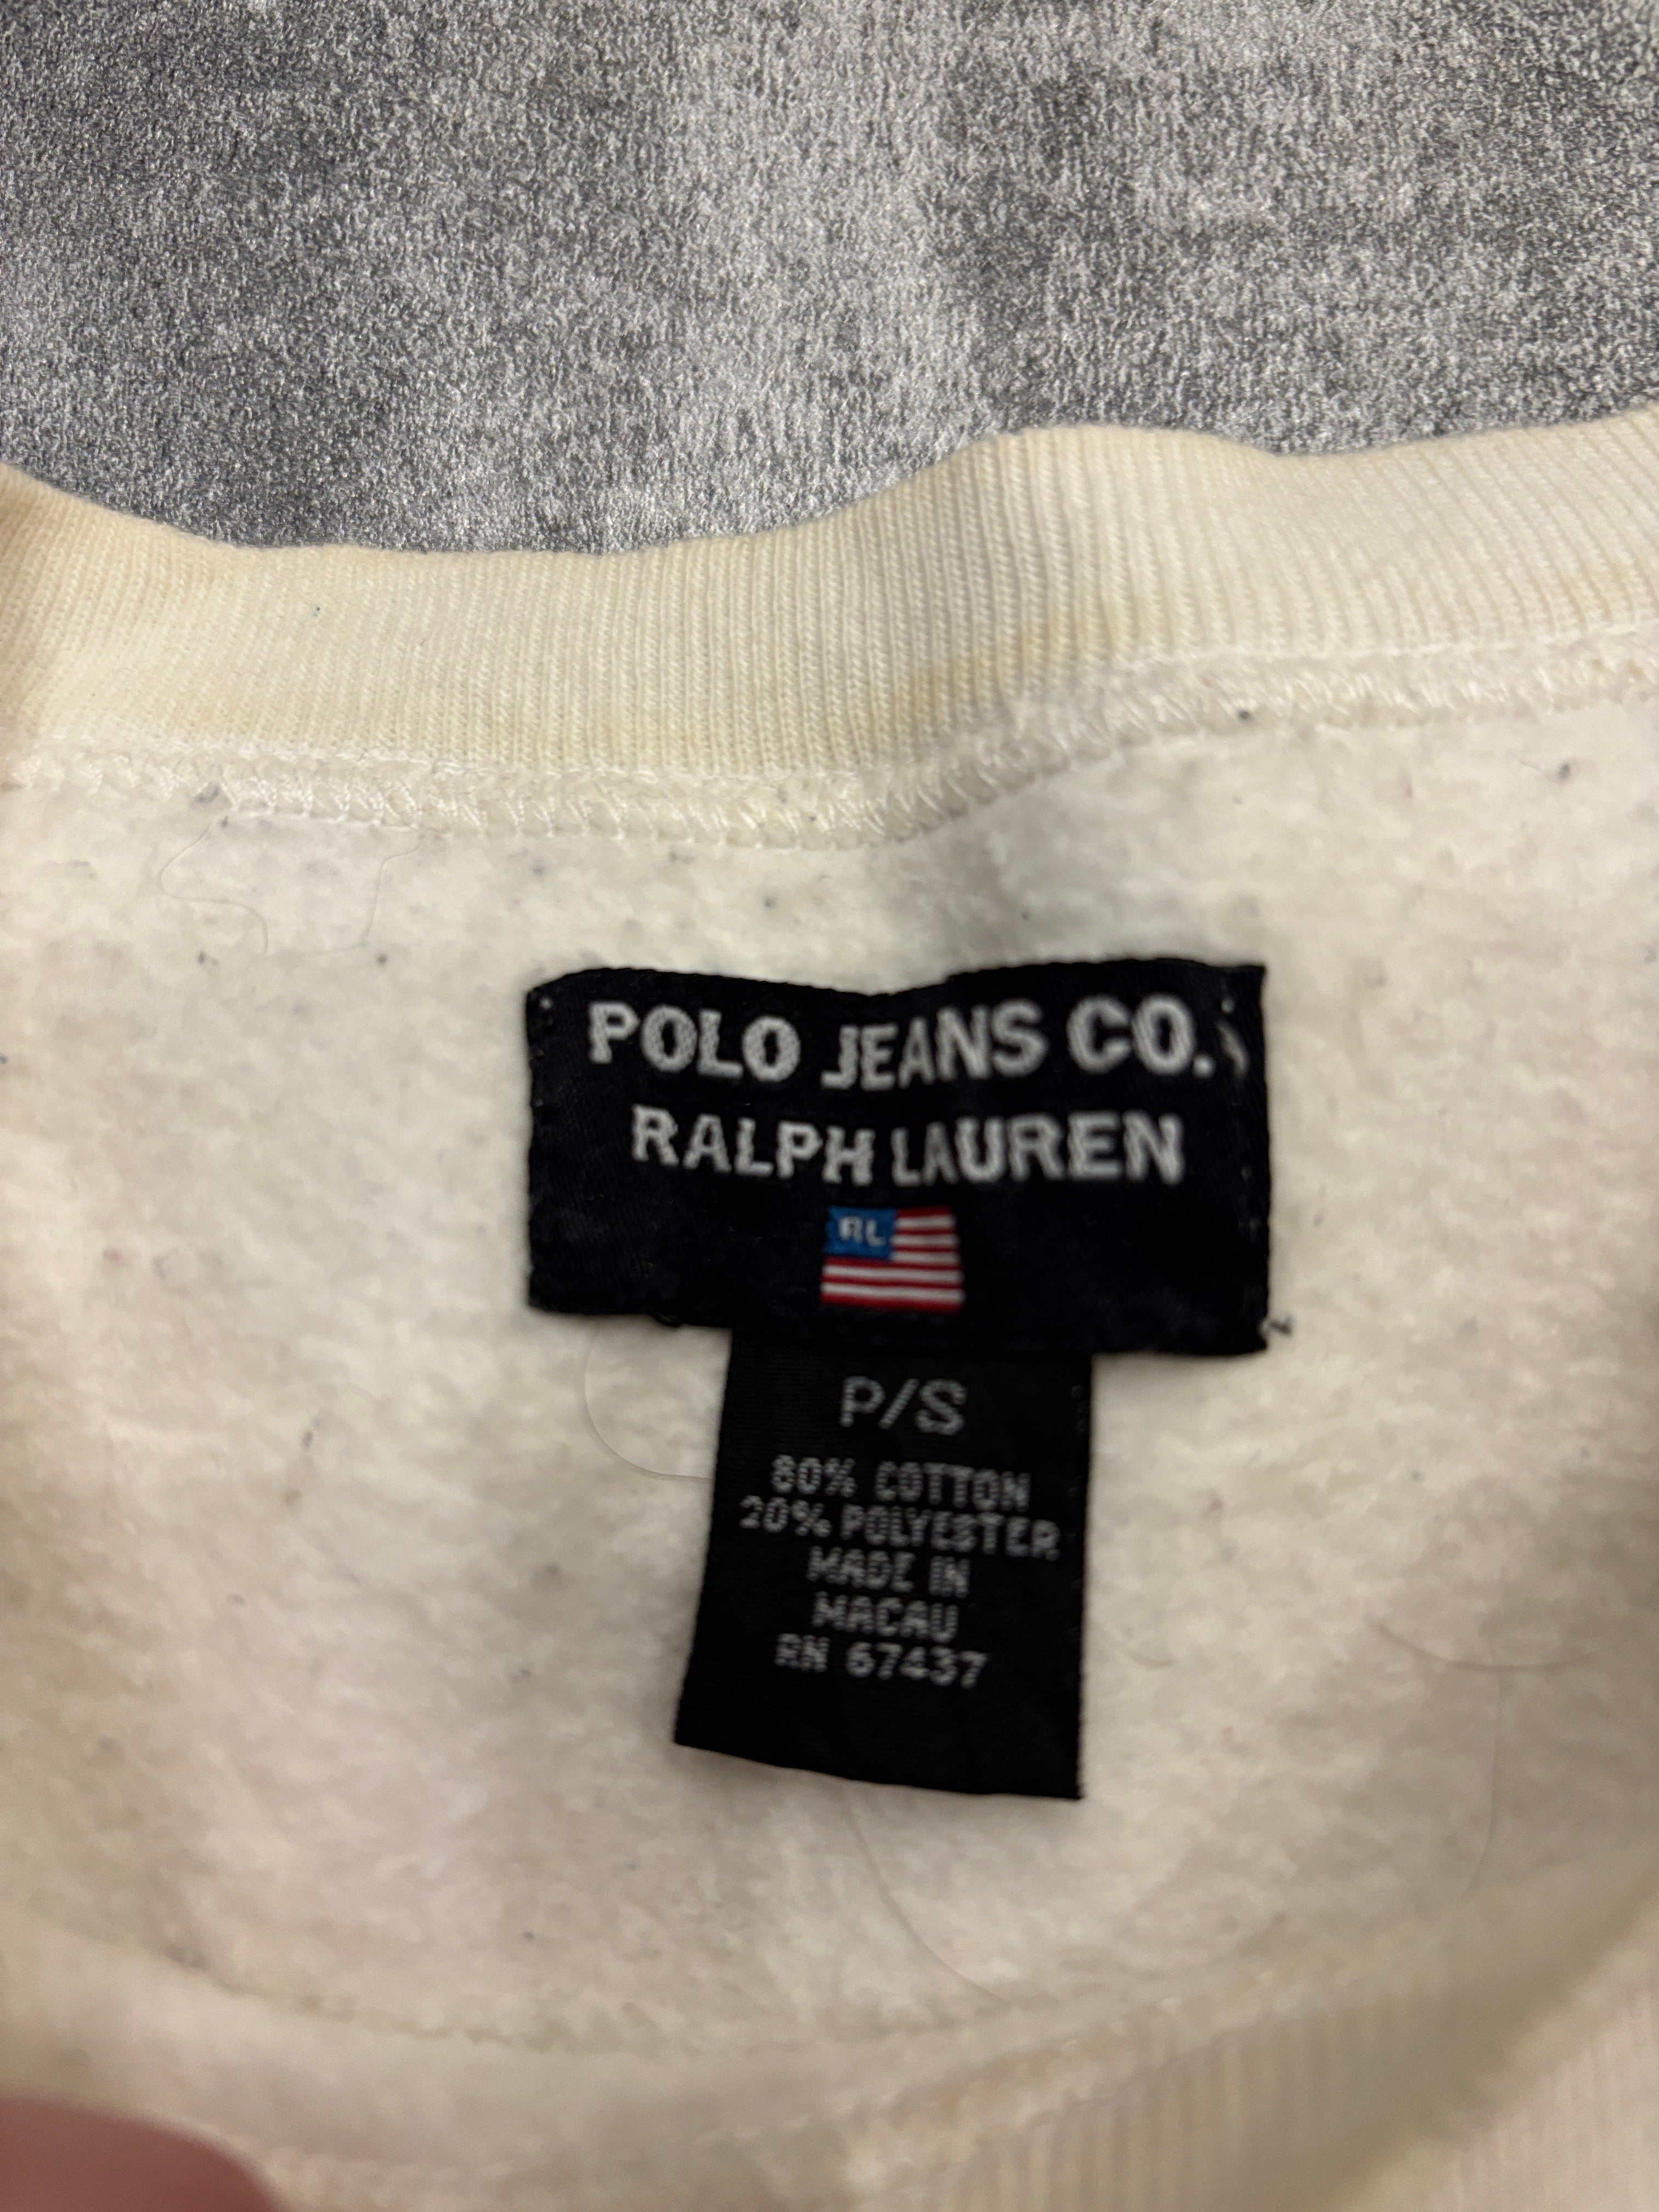 POLO JEANS CO.
RALPH LAUREN
RL
P/S
80% COTTON
20% POLYESTER
MADE IN
MACAU
RN 67437